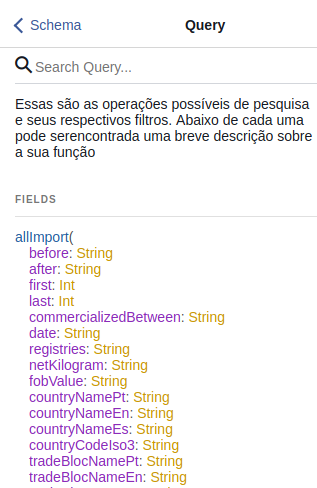 Schema
Query
Search Query...
Essas são as operações possíveis de pesquisa
e seus respectivos filtros. Abaixo de cada uma
pode serencontrada uma breve descrição sobre
a sua função
FIELDS
allImport(
before: String
after: String
first: Int
last: Int
commercializedBetween: String
date: String
registries: String
netKilogram: String
fobValue: String
countryNamePt: String
countryNameEn: String
countryNameEs: String
countryCodeIso3: String
tradeBlocNamePt: String
tradeBlocNameEn: String